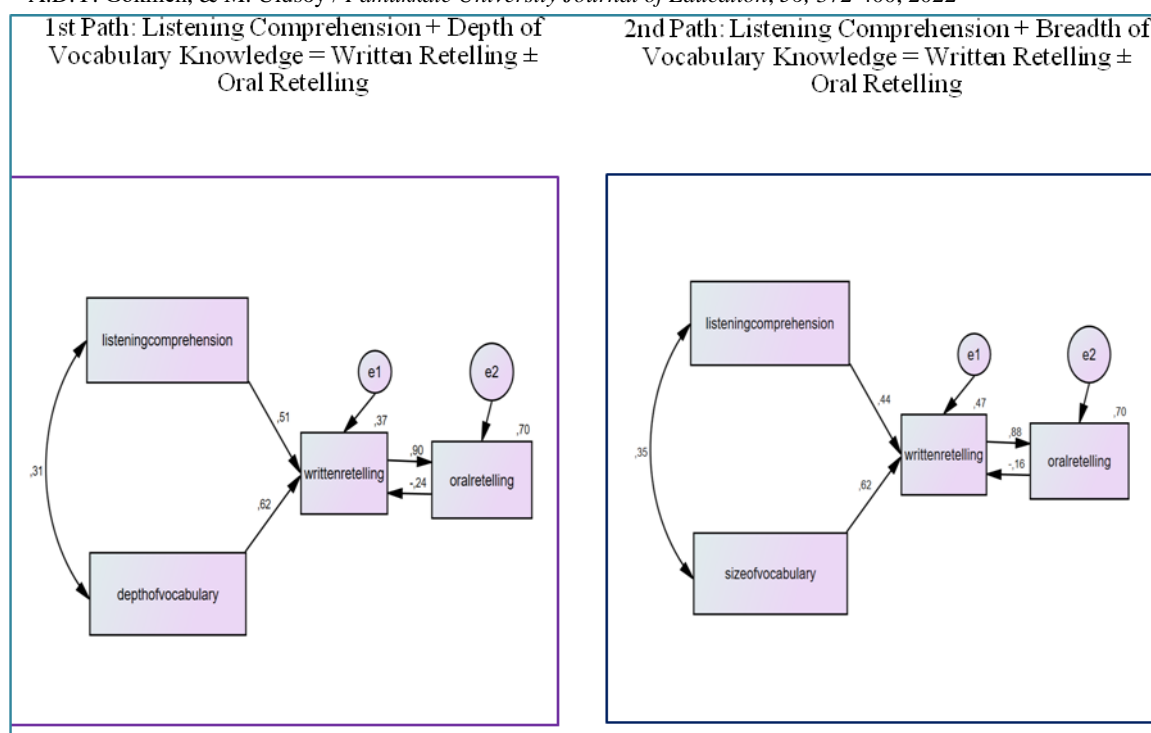 1st Path: Listening Comprehension + Depth of
Vocabulary Knowledge = Written Retelling ±
Oral Retelling
listeningcomprehension
e1
e2
,51
,37
,70
,31
writtenretelling
,90
-,24
oralretelling
,62
depthofvocabulary
2nd Path: Listening Comprehension + Breadth of
Vocabulary Knowledge = Written Retelling ±
Oral Retelling
listeningcomprehension
e1
e2
,44
,47
,70
,35
writtenretelling
,88
-,16
oralretelling
,62
sizeofvocabulary